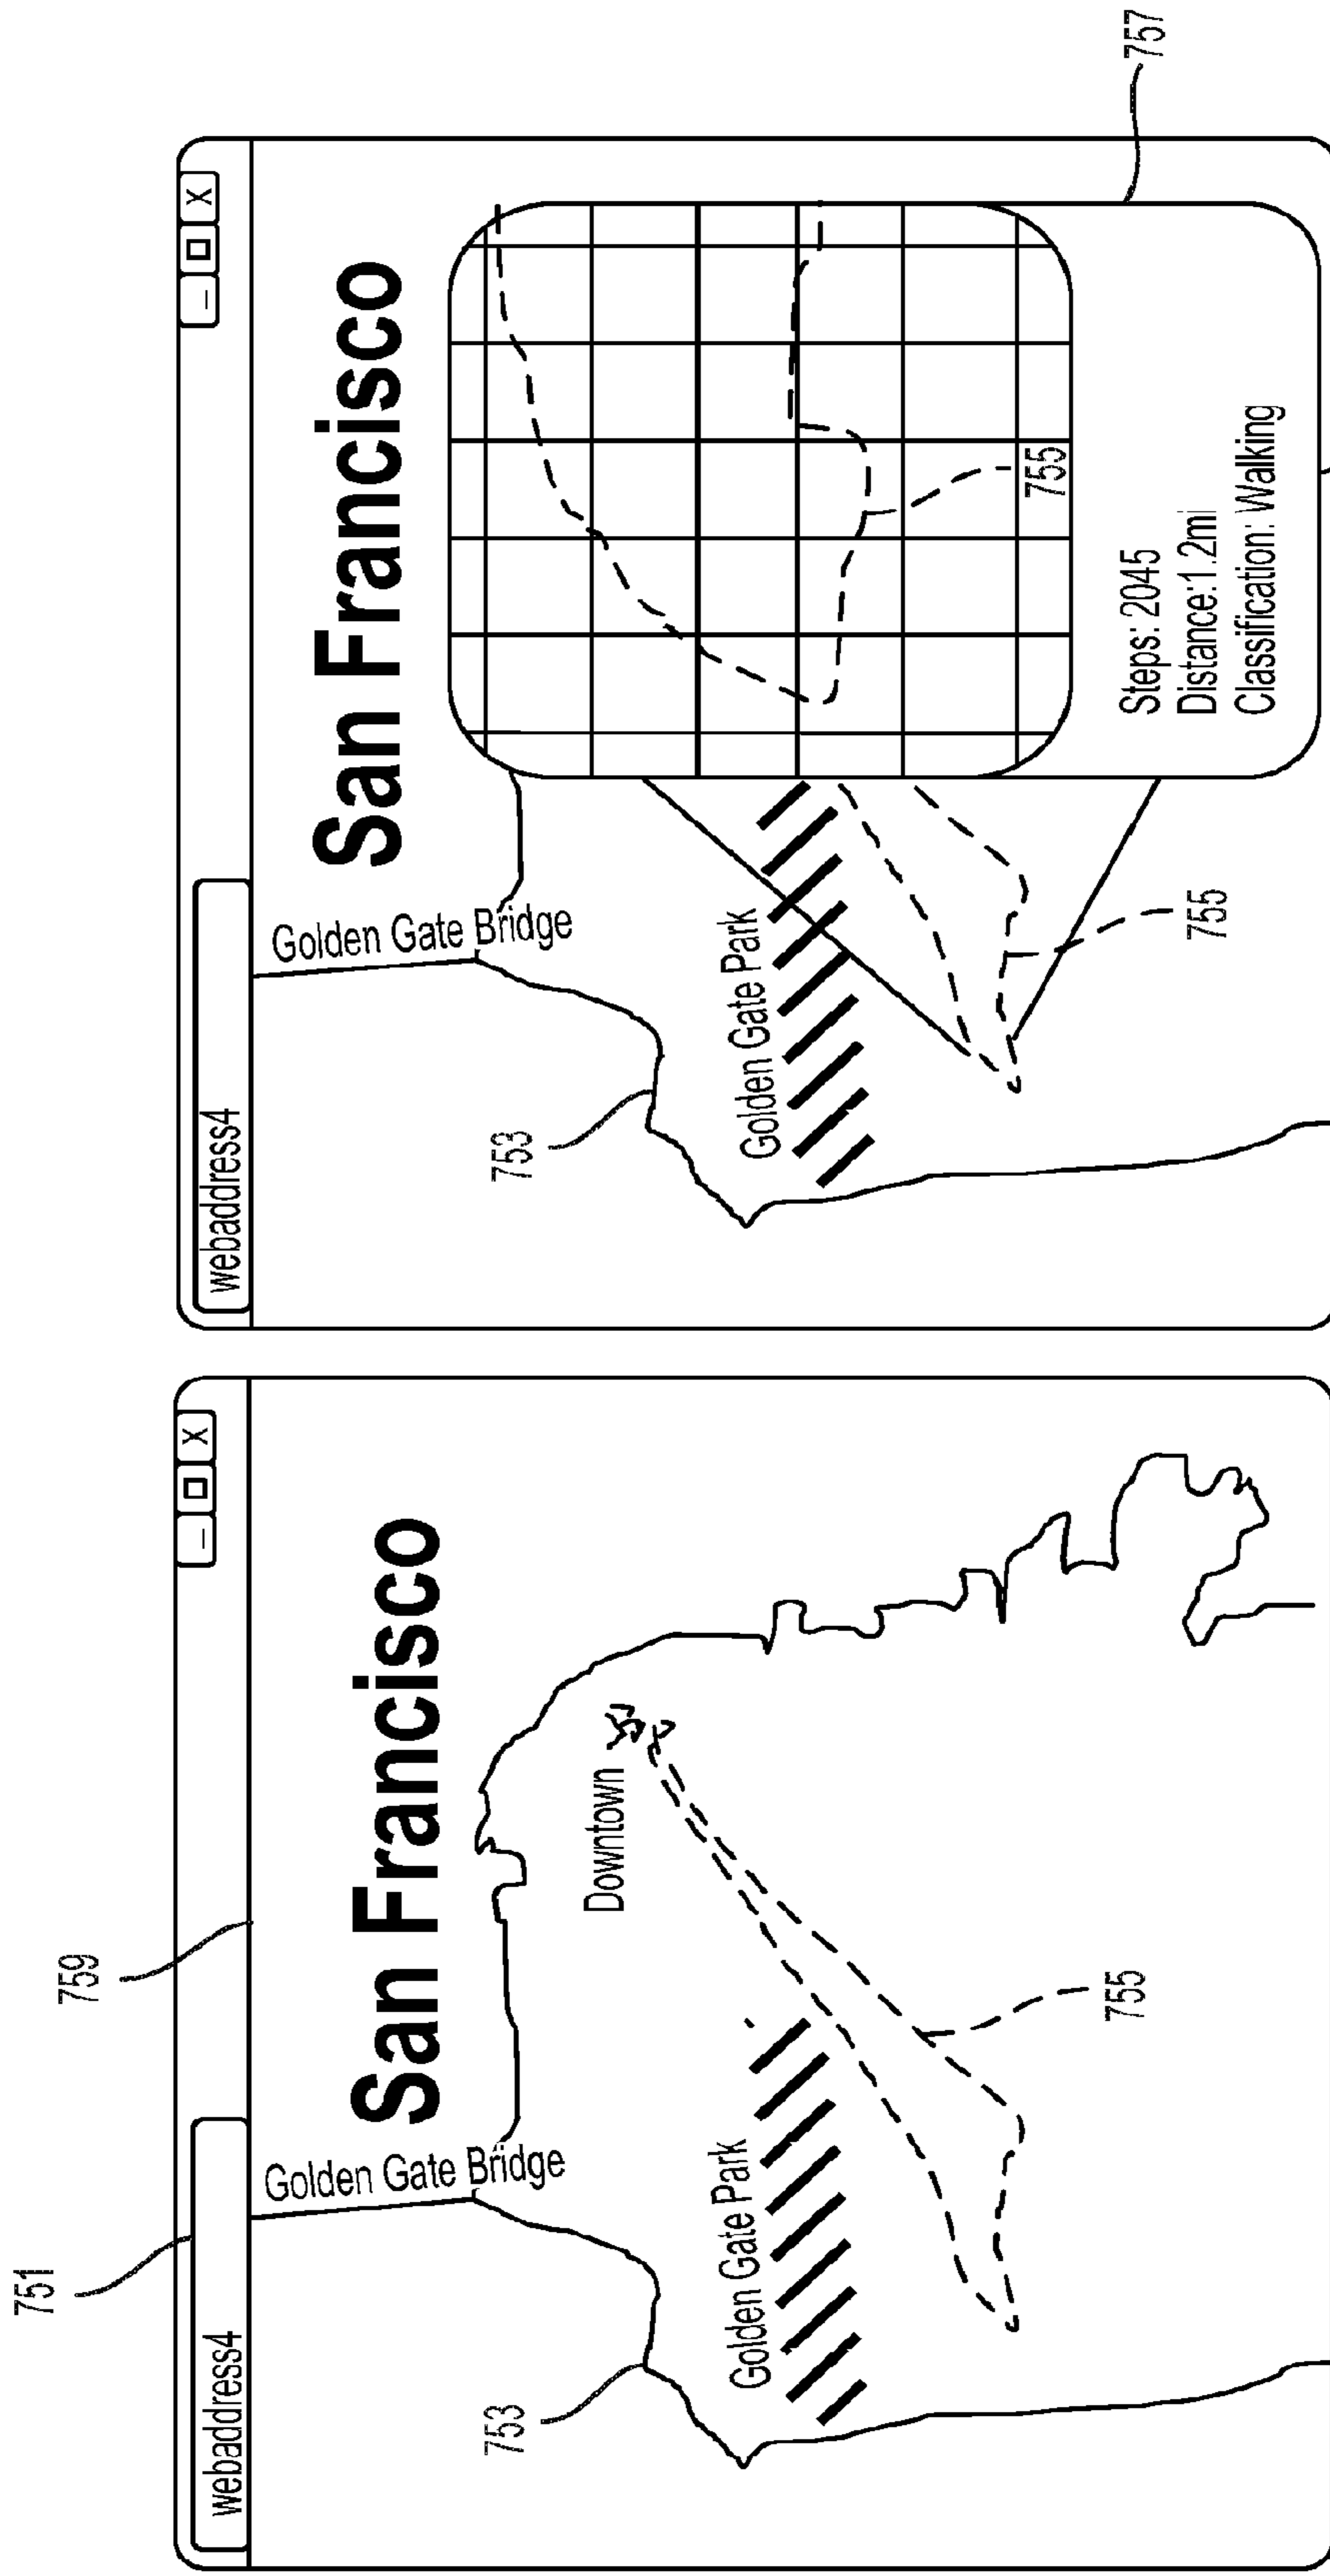 751
759
webaddress4
_ X
San Francisco
Golden Gate Bridge
753
Downtown
Golden Gate Park
755
webaddress4
_ X
San Francisco
Golden Gate Bridge
753
Golden Gate Park
755
755
Steps: 2045
Distance:1.2mi
Classification: Walking
757